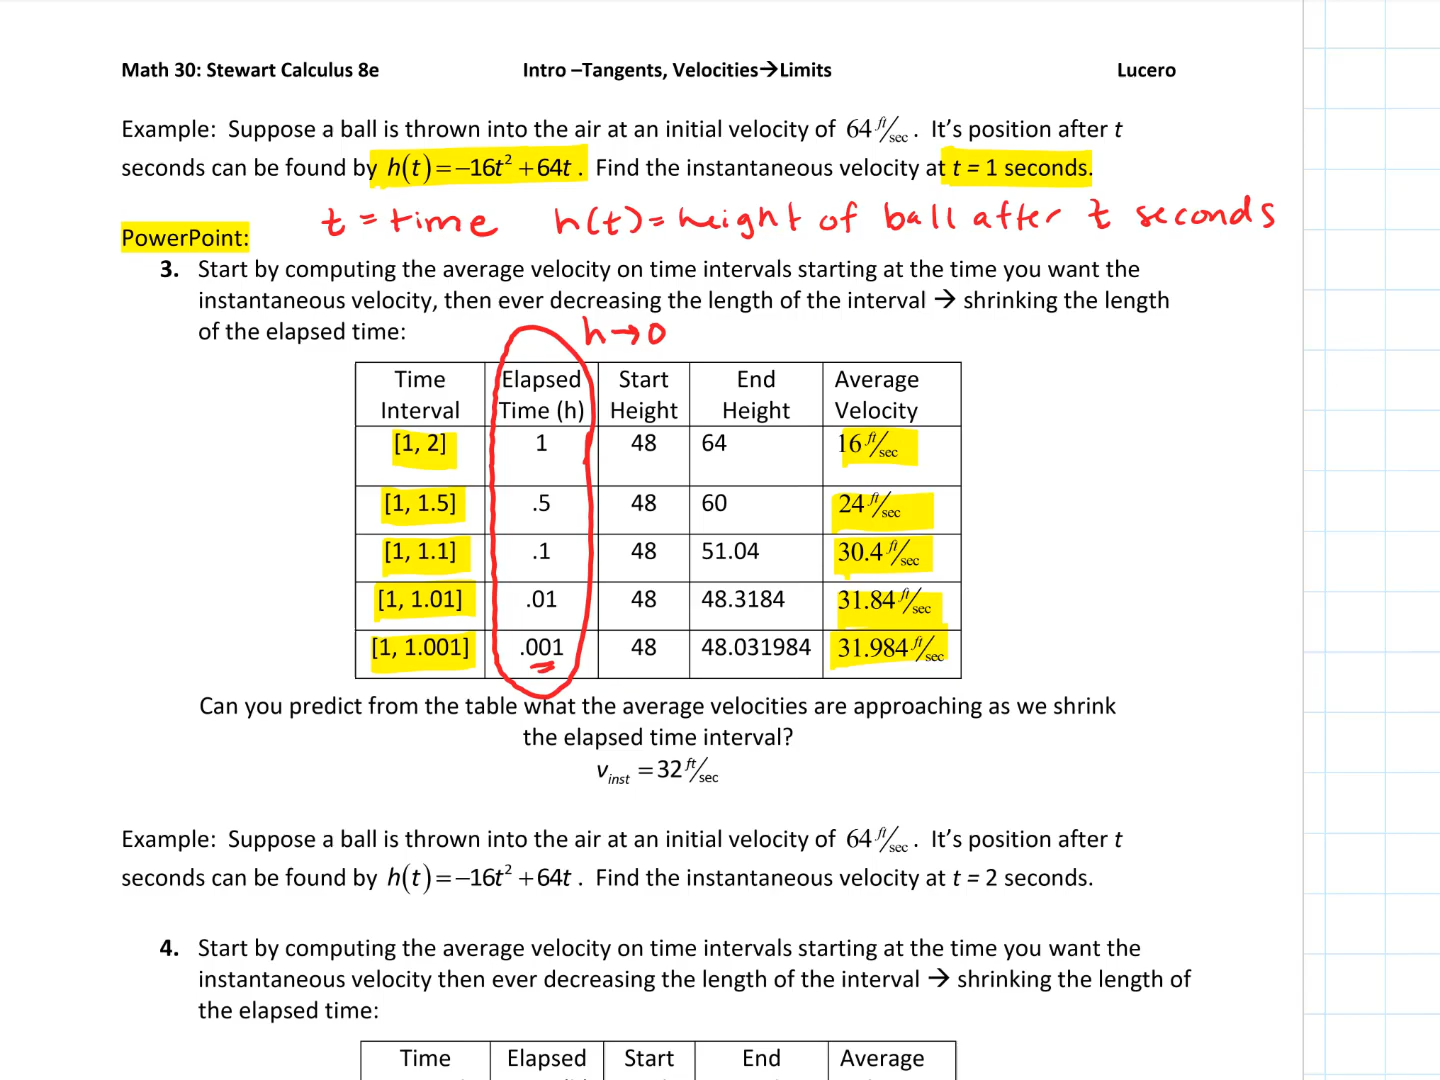 Math 30: Stewart Calculus 8e Intro –Tangents, Velocities→Limits Lucero
Example: Suppose a ball is thrown into the air at an initial velocity of 64 ft/sec . It's position after t
seconds can be found by h(t)=−16t² +64t . Find the instantaneous velocity at t = 1 seconds.
t = time h(t) = height of ball after t seconds
PowerPoint:
3. Start by computing the average velocity on time intervals starting at the time you want the
instantaneous velocity, then ever decreasing the length of the interval → shrinking the length
of the elapsed time:
h→0
Time Interval Elapsed Time (h) Start Height End Height Average Velocity
[1, 2] 1 48 64 16 ft/sec
[1, 1.5] .5 48 60 24 ft/sec
[1, 1.1] .1 48 51.04 30.4 ft/sec
[1, 1.01] .01 48 48.3184 31.84 ft/sec
[1, 1.001] .001 48 48.031984 31.984 ft/sec
Can you predict from the table what the average velocities are approaching as we shrink
the elapsed time interval?
v inst = 32 ft/sec
Example: Suppose a ball is thrown into the air at an initial velocity of 64 ft/sec . It's position after t
seconds can be found by h(t)=−16t² +64t . Find the instantaneous velocity at t = 2 seconds.
4. Start by computing the average velocity on time intervals starting at the time you want the
instantaneous velocity then ever decreasing the length of the interval → shrinking the length of
the elapsed time:
Time Elapsed Start End Average